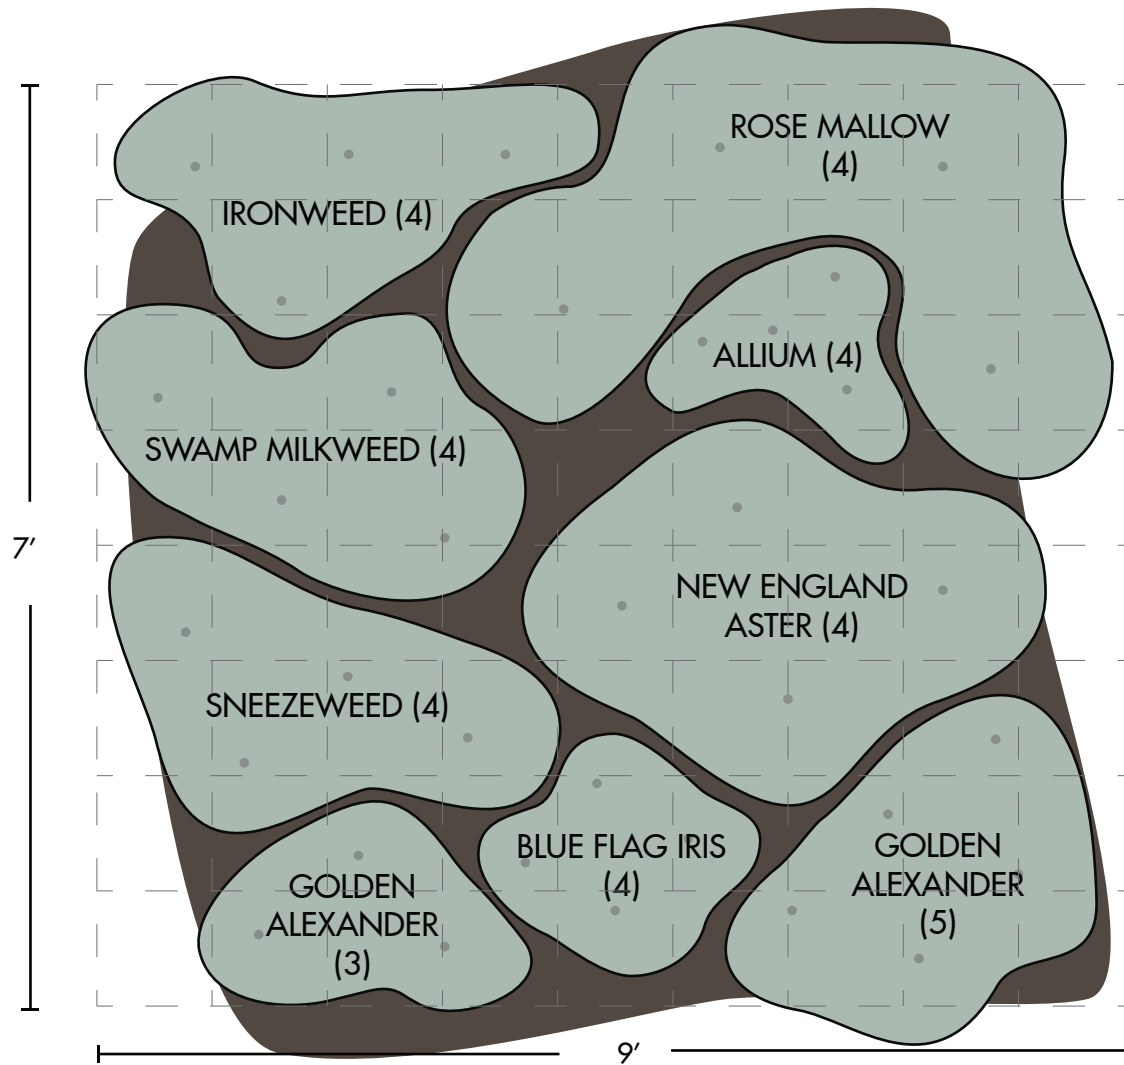 ROSE MALLOW
(4)
IRONWEED (4)
ALLIUM (4)
SWAMP MILKWEED (4)
7’
NEW ENGLAND
ASTER (4)
SNEEZEWEED (4)
BLUE FLAG IRIS
(4)
GOLDEN
ALEXANDER
(5)
GOLDEN
ALEXANDER
(3)
9’